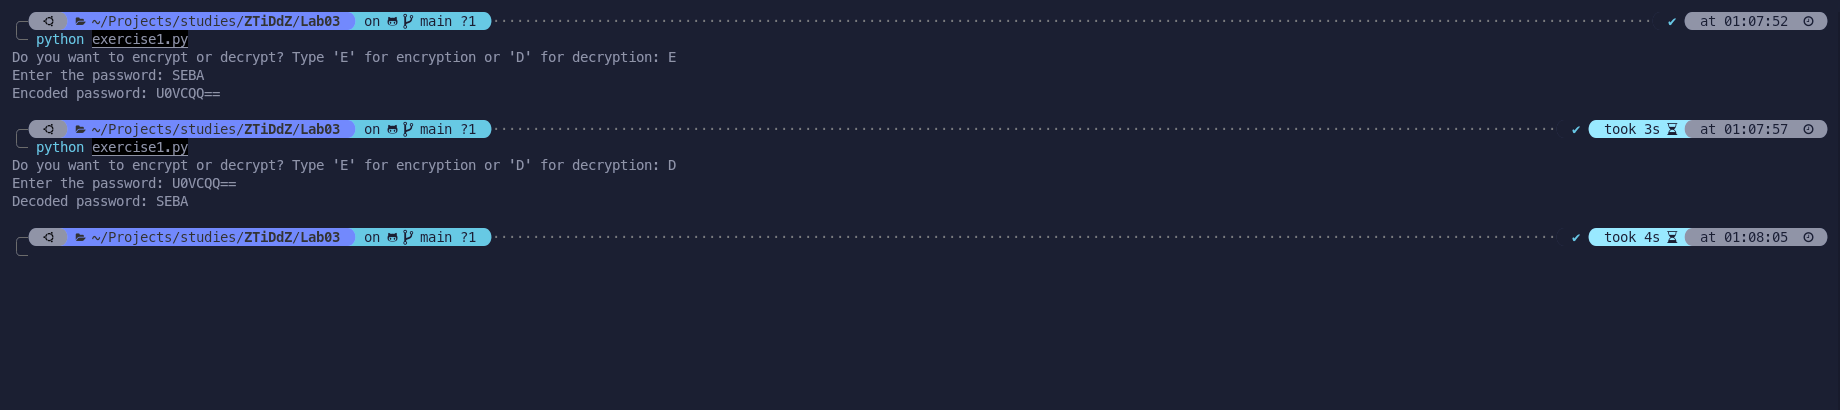 ~/Projects/studies/ZTiDdZ/Lab03 on main ?1 ✔ at 01:07:52
python exercise1.py
Do you want to encrypt or decrypt? Type 'E' for encryption or 'D' for decryption: E
Enter the password: SEBA
Encoded password: U0VCQQ==
~/Projects/studies/ZTiDdZ/Lab03 on main ?1 ✔ took 3s at 01:07:57
python exercise1.py
Do you want to encrypt or decrypt? Type 'E' for encryption or 'D' for decryption: D
Enter the password: U0VCQQ==
Decoded password: SEBA
~/Projects/studies/ZTiDdZ/Lab03 on main ?1 ✔ took 4s at 01:08:05